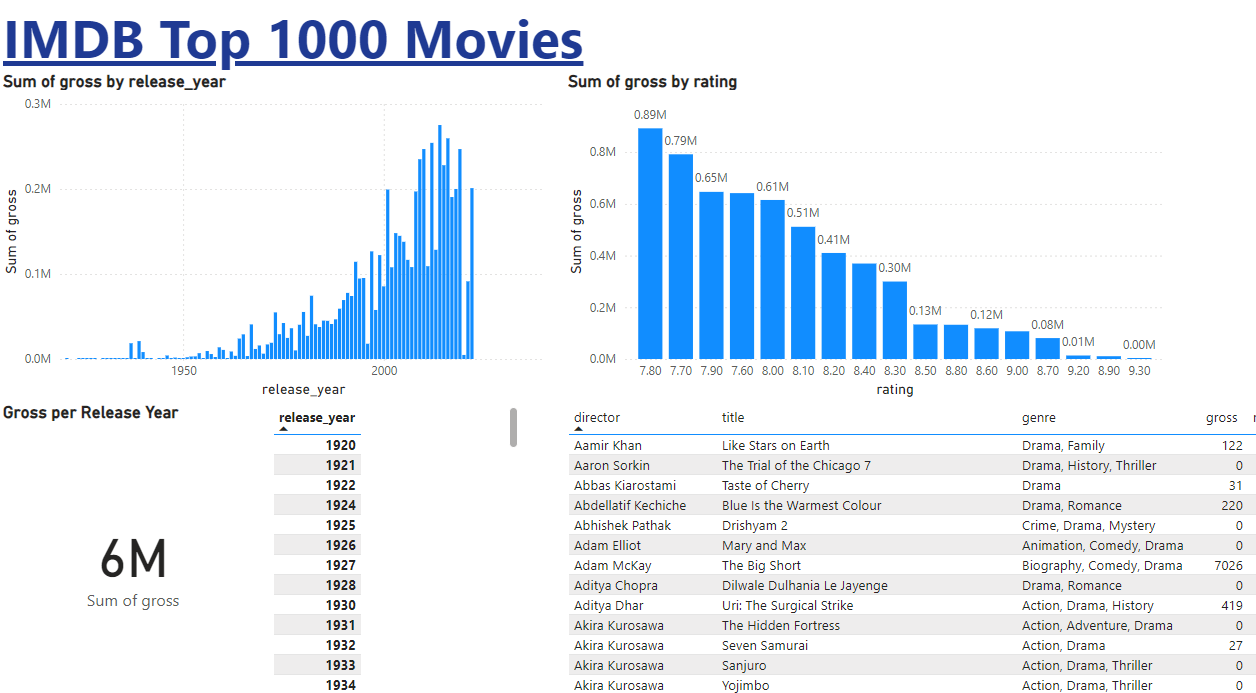 IMDB Top 1000 Movies
Sum of gross by release_year
0.3M
0.2M
0.1M
0.0M
Sum of gross
1950 2000
release_year
Sum of gross by rating
0.8M
0.6M
0.4M
0.2M
0.0M
Sum of gross
0.89M 0.79M 0.65M 0.61M 0.51M 0.41M 0.30M 0.13M 0.12M 0.08M 0.01M 0.00M
7.80 7.70 7.90 7.60 8.00 8.10 8.20 8.40 8.30 8.50 8.80 8.60 9.00 8.70 9.20 8.90 9.30
rating
Gross per Release Year
6M
Sum of gross
release_year
1920
1921
1922
1924
1925
1926
1927
1928
1930
1931
1932
1933
1934
director title genre gross
Aamir Khan Like Stars on Earth Drama, Family 122
Aaron Sorkin The Trial of the Chicago 7 Drama, History, Thriller 0
Abbas Kiarostami Taste of Cherry Drama 31
Abdellatif Kechiche Blue Is the Warmest Colour Drama, Romance 220
Abhishek Pathak Drishyam 2 Crime, Drama, Mystery 0
Adam Elliot Mary and Max Animation, Comedy, Drama 0
Adam McKay The Big Short Biography, Comedy, Drama 7026
Aditya Chopra Dilwale Dulhania Le Jayenge Drama, Romance 0
Aditya Dhar Uri: The Surgical Strike Action, Drama, History 419
Akira Kurosawa The Hidden Fortress Action, Adventure, Drama 0
Akira Kurosawa Seven Samurai Action, Drama 27
Akira Kurosawa Sanjuro Action, Drama, Thriller 0
Akira Kurosawa Yojimbo Action, Drama, Thriller 0